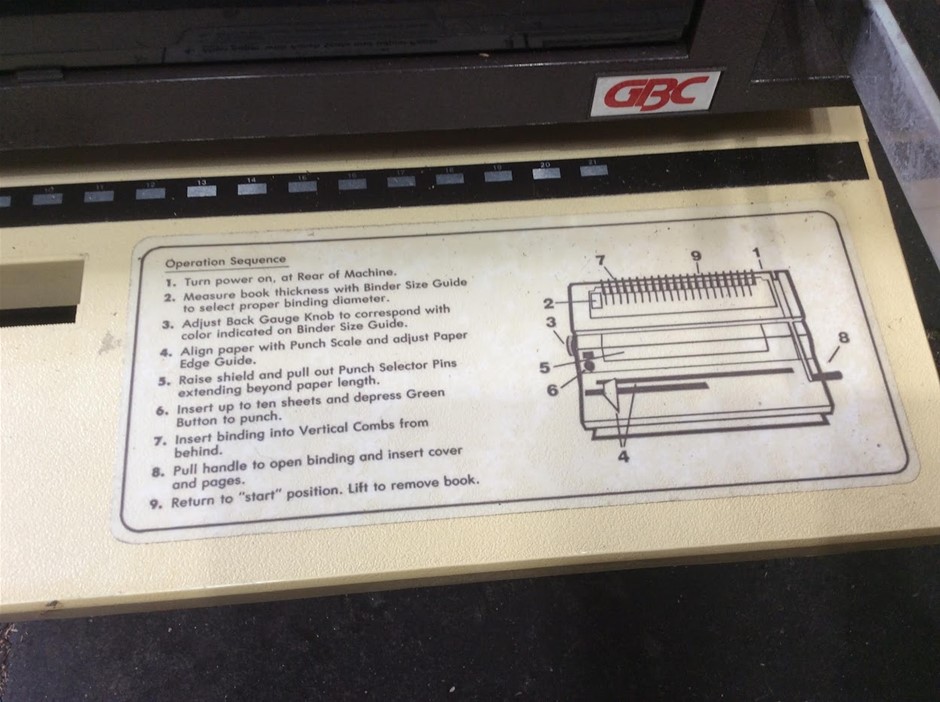 GBC
10 11 12 13 14 15 16 17 18 19 20 21
Operation Sequence
1. Turn power on, at Rear of Machine.
2. Measure book thickness with Binder Size Guide
to select proper binding diameter.
3. Adjust Back Gauge Knob to correspond with
color indicated on Binder Size Guide.
4. Align paper with Punch Scale and adjust Paper
Edge Guide.
5. Raise shield and pull out Punch Selector Pins
extending beyond paper length.
6. Insert up to ten sheets and depress Green
Button to punch.
7. Insert binding into Vertical Combs from
behind.
8. Pull handle to open binding and insert cover
and pages.
9. Return to "start" position. Lift to remove book.
7 9 1
2
3
8
5
6
4